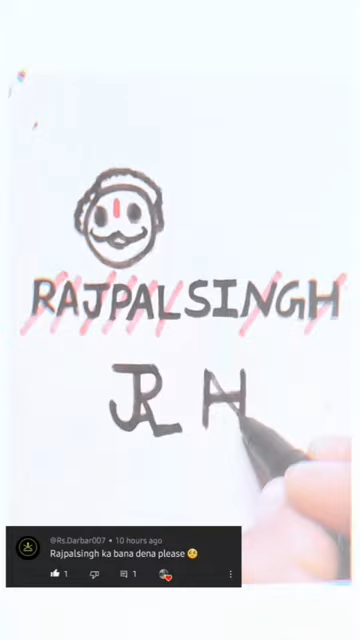 RAJPALSINGH
JRL N
@Rs.Darbar007 • 10 hours ago
Rajpalsingh ka bana dena please 🥺
1 1